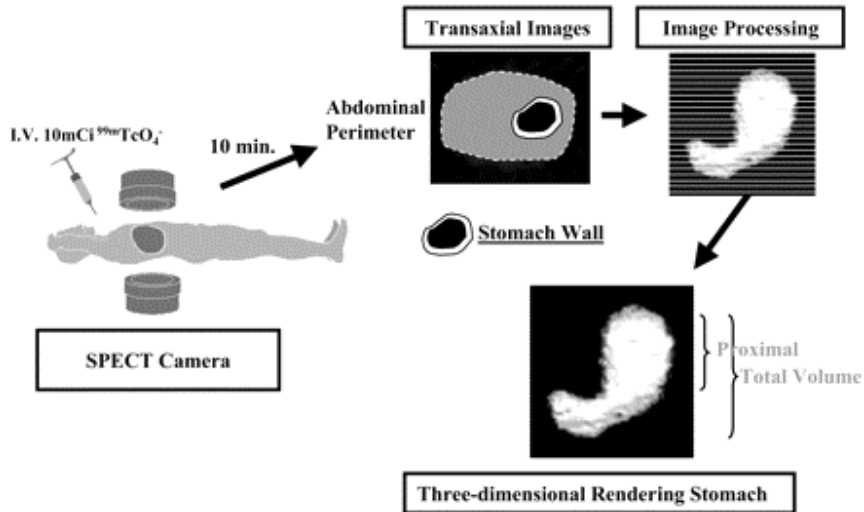 Transaxial Images
Image Processing
I.V. 10mCi ⁹⁹ᵐTcO₄⁻
10 min.
Abdominal
Perimeter
Stomach Wall
SPECT Camera
Proximal
Total Volume
Three-dimensional Rendering Stomach